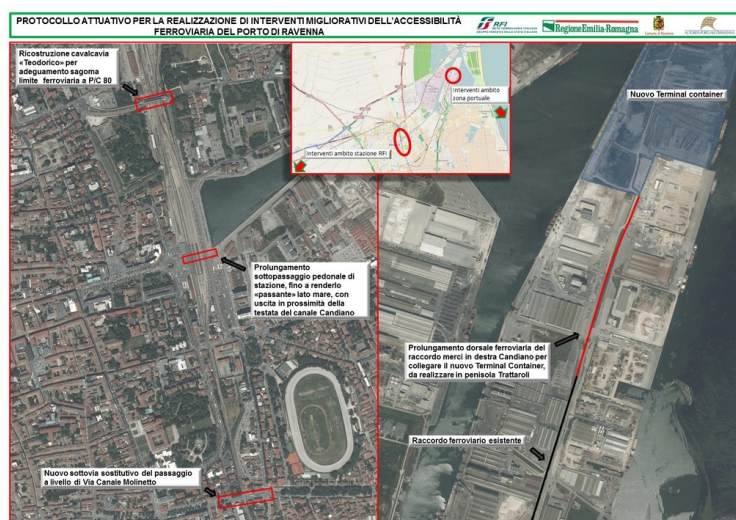 PROTOCOLLO ATTUATIVO PER LA REALIZZAZIONE DI INTERVENTI MIGLIORATIVI DELL'ACCESSIBILITÀ
FERROVIARIA DEL PORTO DI RAVENNA
RFI
RegioneEmilia-Romagna
Comune di Ravenna
Ricostruzione cavalcavia
«Teodorico» per
adeguamento sagoma
limite ferroviaria a P/C 80
Interventi ambito
zona portuale
Interventi ambito stazione RFI
Nuovo Terminal container
Prolungamento
sottopassaggio pedonale di
stazione, fino a renderlo
«passante» lato mare, con
uscita in prossimità della
testata del canale Candiano
Prolungamento dorsale ferroviaria del
raccordo merci in destra Candiano per
collegare il nuovo Terminal Container,
da realizzare in penisola Trattaroli
Raccordo ferroviario esistente
Nuovo sottovia sostitutivo del passaggio
a livello di Via Canale Molinetto